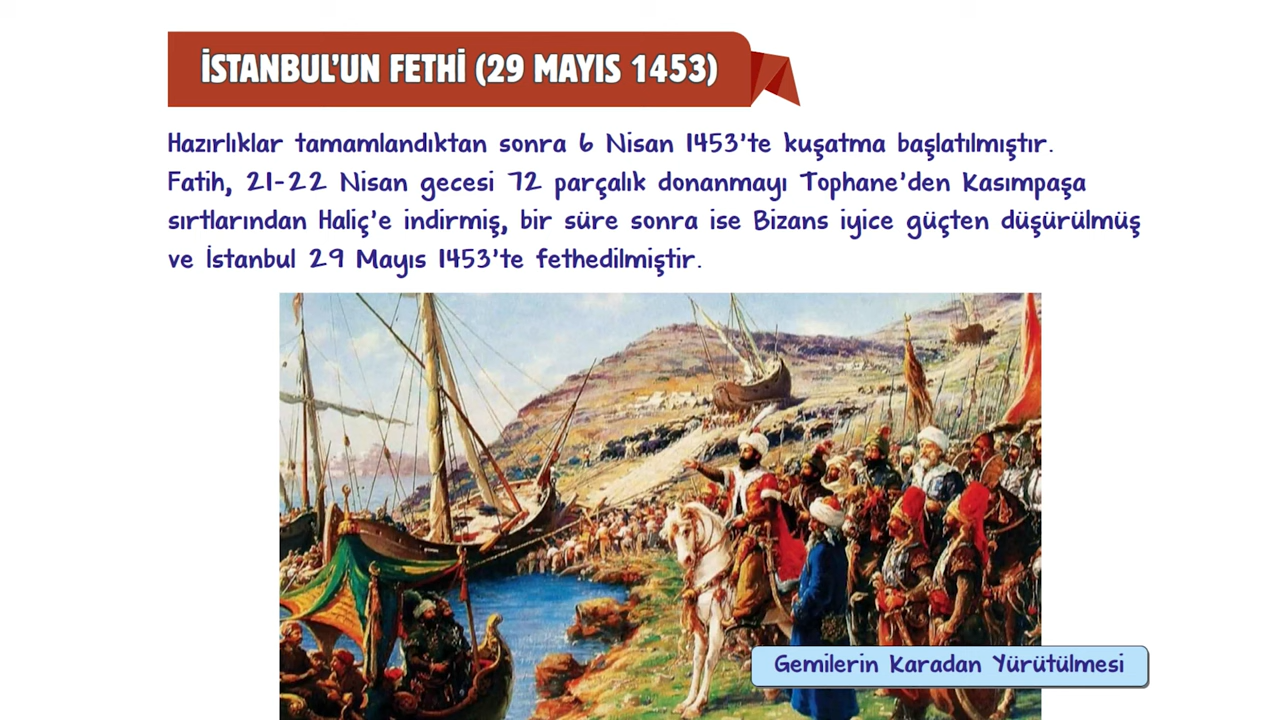 İSTANBUL'UN FETHİ (29 MAYIS 1453)
Hazırlıklar tamamlandıktan sonra 6 Nisan 1453'te kuşatma başlatılmıştır.
Fatih, 21-22 Nisan gecesi 72 parçalık donanmayı Tophane'den Kasımpaşa
sırtlarından Haliç'e indirmiş, bir süre sonra ise Bizans iyice güçten düşürülmüş
ve İstanbul 29 Mayıs 1453'te fethedilmiştir.
Gemilerin Karadan Yürütülmesi